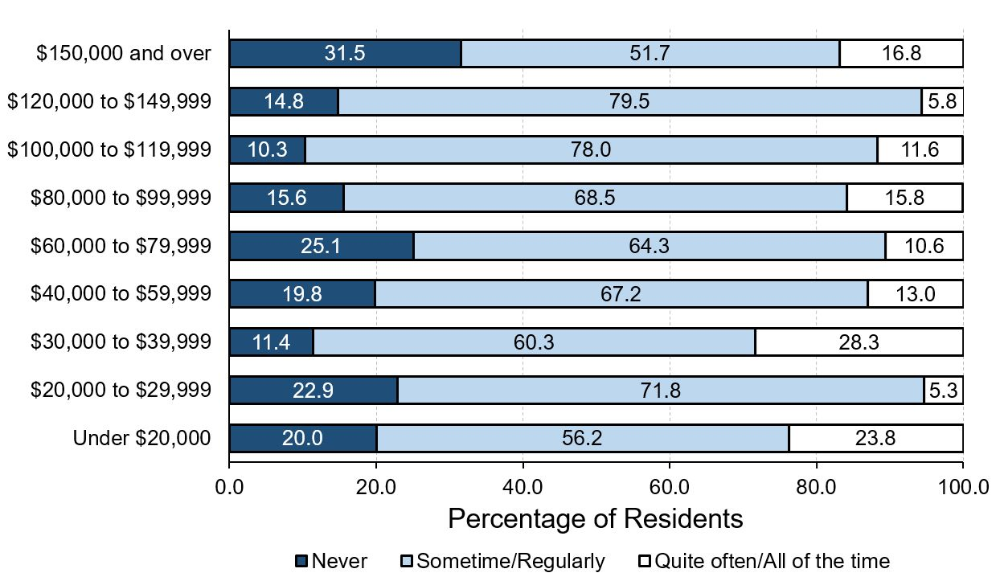 $150,000 and over 31.5 51.7 16.8
$120,000 to $149,999 14.8 79.5 5.8
$100,000 to $119,999 10.3 78.0 11.6
$80,000 to $99,999 15.6 68.5 15.8
$60,000 to $79,999 25.1 64.3 10.6
$40,000 to $59,999 19.8 67.2 13.0
$30,000 to $39,999 11.4 60.3 28.3
$20,000 to $29,999 22.9 71.8 5.3
Under $20,000 20.0 56.2 23.8
0.0 20.0 40.0 60.0 80.0 100.0
Percentage of Residents
Never Sometime/Regularly Quite often/All of the time